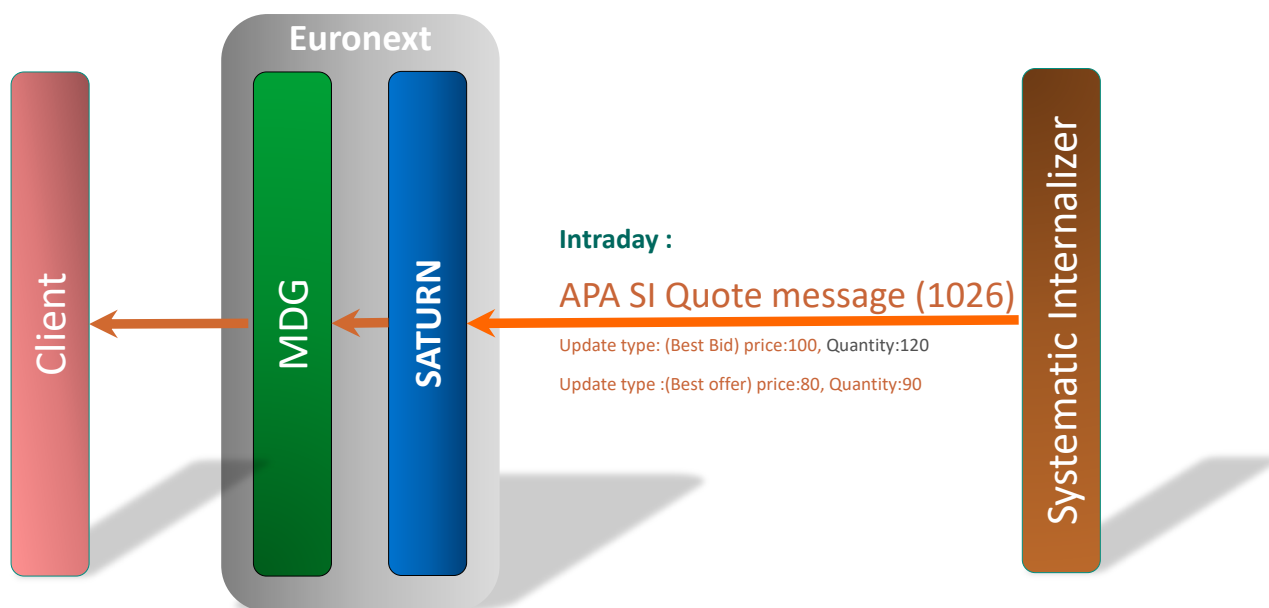 Euronext
Client
MDG
SATURN
Intraday :
APA SI Quote message (1026)
Update type: (Best Bid) price:100, Quantity:120
Update type :(Best offer) price:80, Quantity:90
Systematic Internalizer